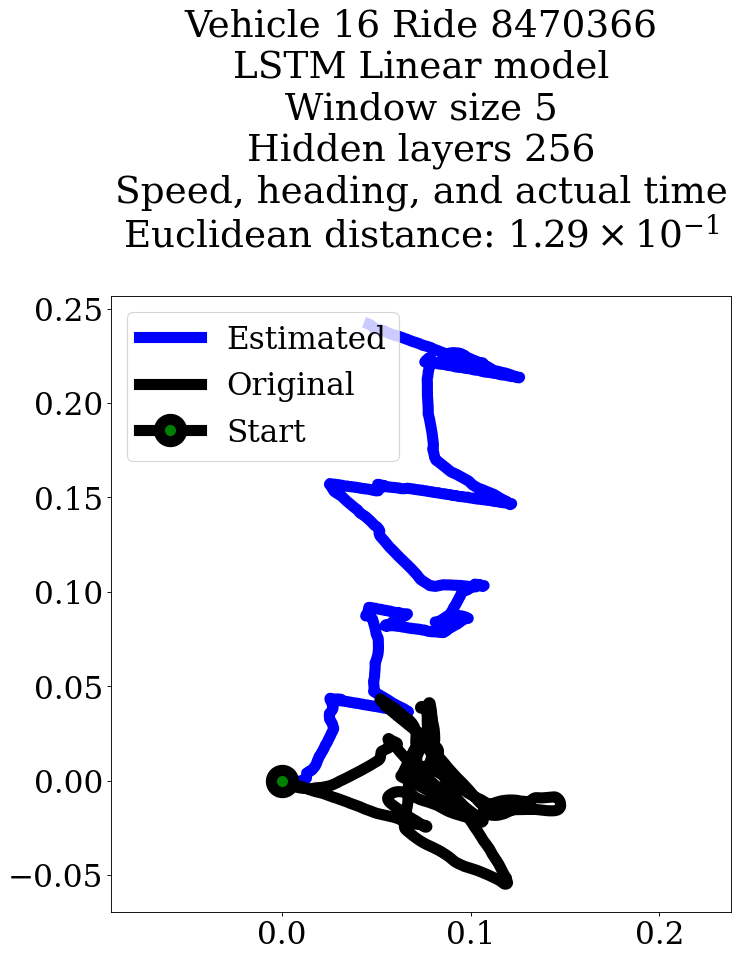 Vehicle 16 Ride 8470366
LSTM Linear model
Window size 5
Hidden layers 256
Speed, heading, and actual time
Euclidean distance: 1.29 × 10⁻¹
0.25
0.20
0.15
0.10
0.05
0.00
−0.05
Estimated
Original
Start
0.0 0.1 0.2